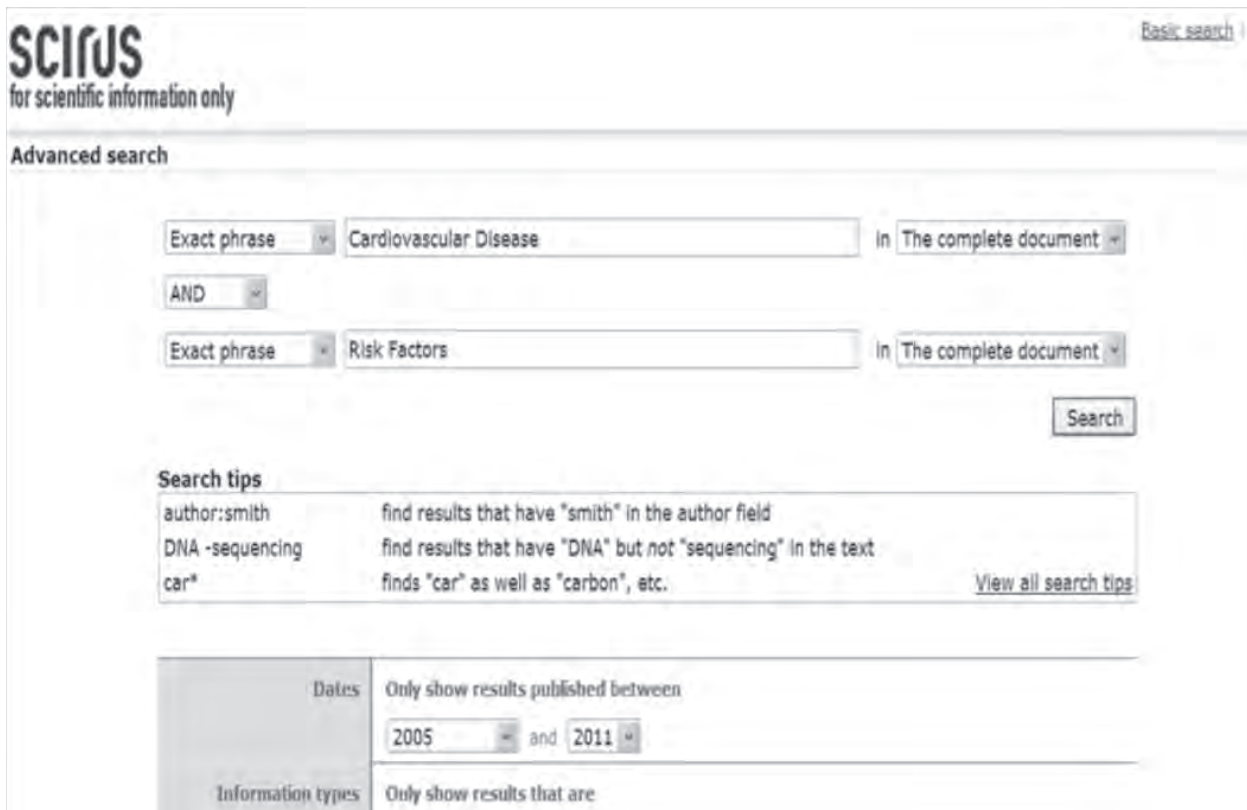 scirus
Basic search
for scientific information only
Advanced search
Exact phrase Cardiovascular Disease in The complete document
AND
Exact phrase Risk Factors in The complete document
Search
Search tips
author:smith find results that have "smith" in the author field
DNA -sequencing find results that have "DNA" but not "sequencing" in the text
car* finds "car" as well as "carbon", etc. View all search tips
Dates Only show results published between
2005 and 2011
Information types Only show results that are